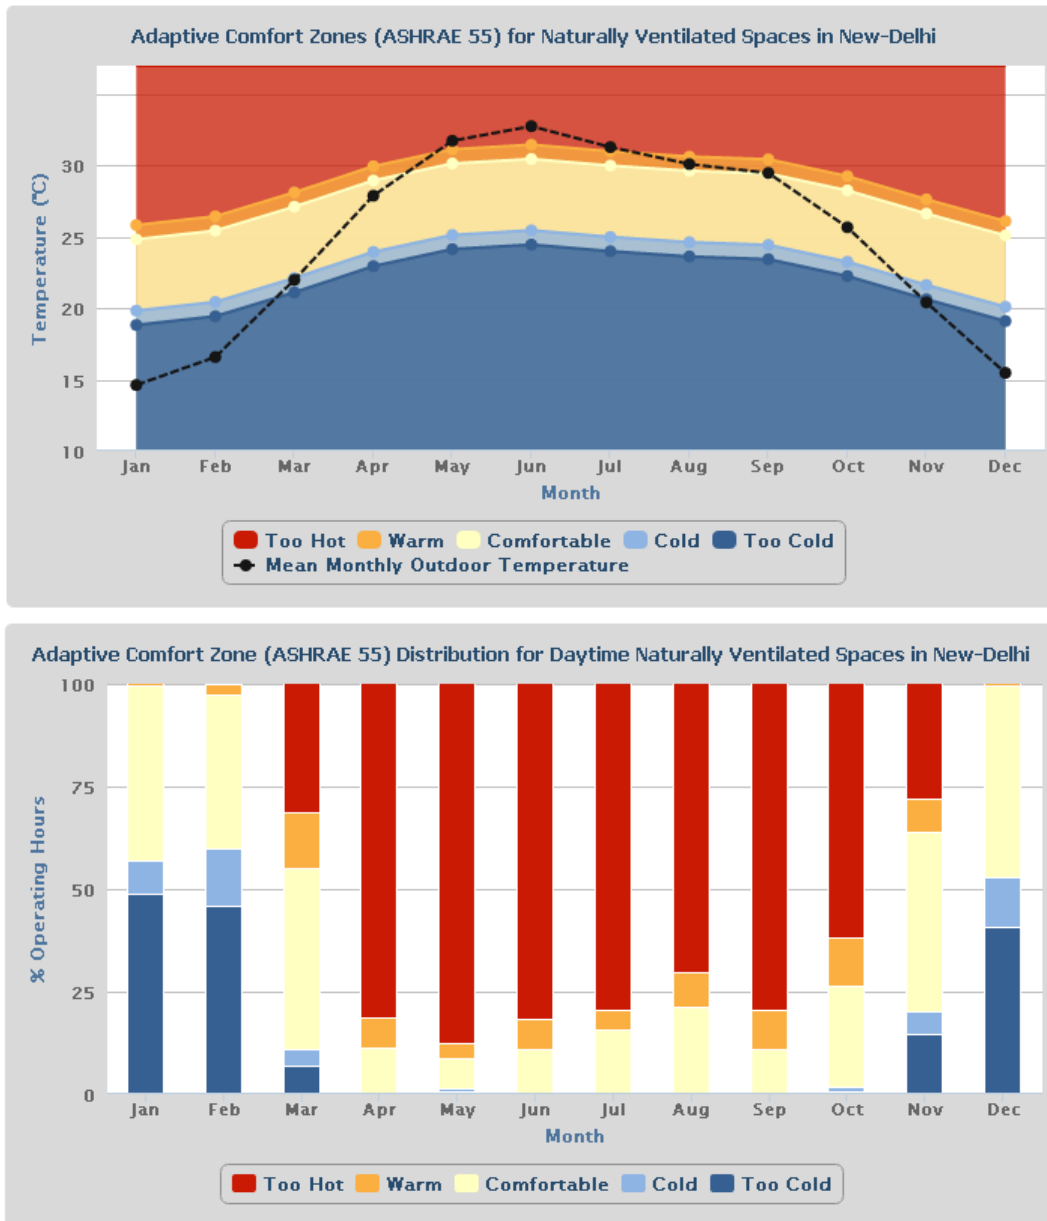 Adaptive Comfort Zones (ASHRAE 55) for Naturally Ventilated Spaces in New-Delhi
Temperature (℃)
30
25
20
15
10
Jan Feb Mar Apr May Jun Jul Aug Sep Oct Nov Dec
Month
Too Hot Warm Comfortable Cold Too Cold
Mean Monthly Outdoor Temperature
Adaptive Comfort Zone (ASHRAE 55) Distribution for Daytime Naturally Ventilated Spaces in New-Delhi
% Operating Hours
100
75
50
25
0
Jan Feb Mar Apr May Jun Jul Aug Sep Oct Nov Dec
Month
Too Hot Warm Comfortable Cold Too Cold